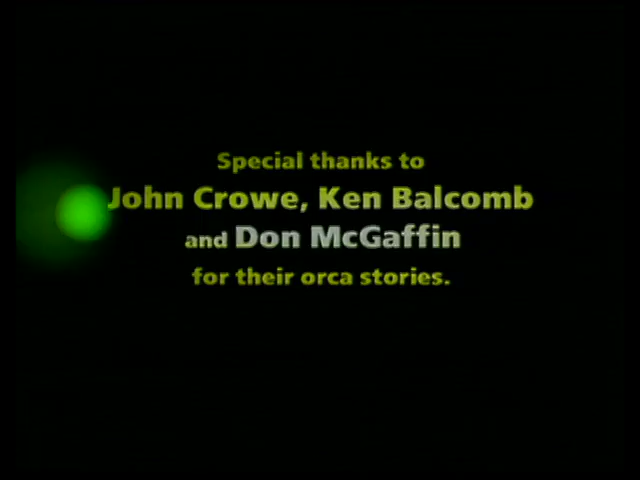 Special thanks to
John Crowe, Ken Balcomb
and Don McGaffin
for their orca stories.